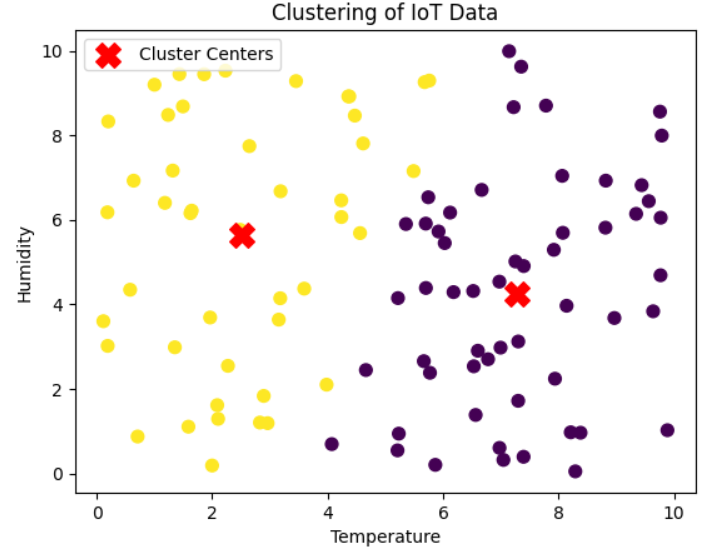 Clustering of IoT Data
Cluster Centers
10
8
6
4
2
0
Humidity
0 2 4 6 8 10
Temperature